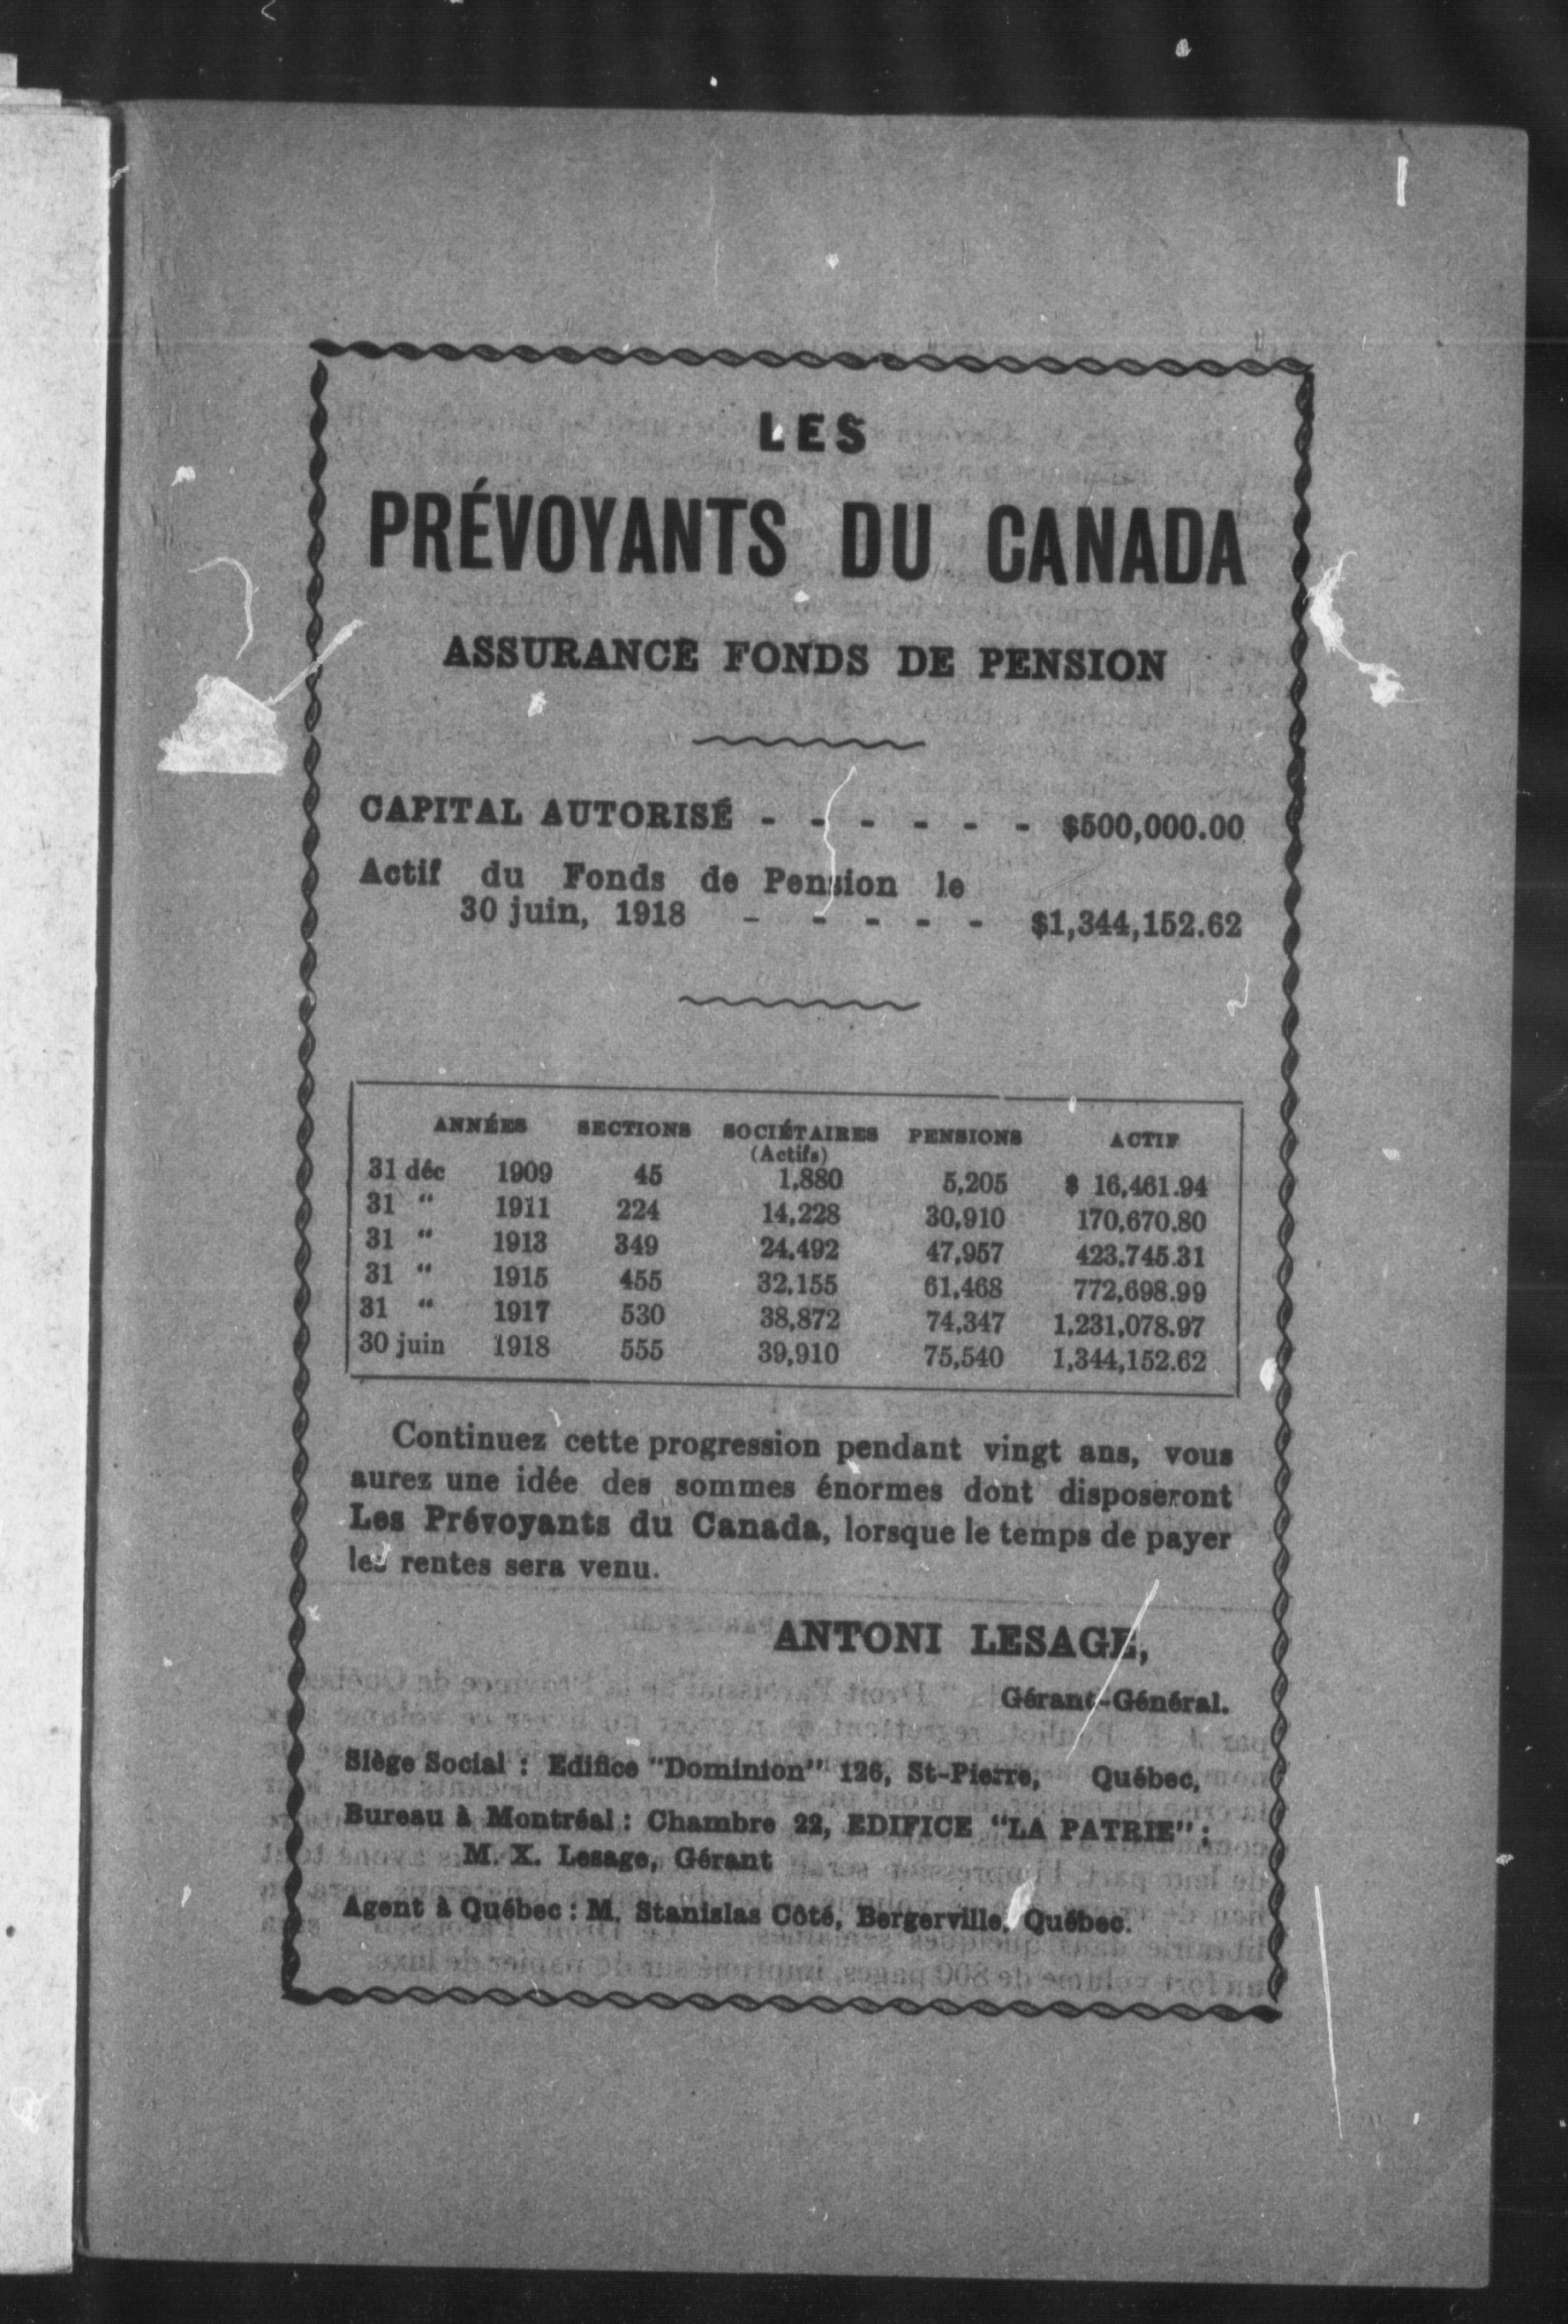 LES
PRÉVOYANTS DU CANADA
ASSURANCE FONDS DE PENSION
CAPITAL AUTORISÉ - - - - - - $500,000.00
Actif du Fonds de Pension le
30 juin, 1918 - - - - - $1,344,152.62
ANNÉES SECTIONS SOCIÉTAIRES PENSIONS ACTIF
(Actifs)
31 déc 1909 45 1,880 5,205 $ 16,461.94
31 " 1911 224 14,228 30,910 170,670.80
31 " 1913 349 24,492 47,957 423,745.31
31 " 1915 455 32,155 61,468 772,698.99
31 " 1917 530 38,872 74,347 1,231,078.97
30 juin 1918 555 39,910 75,540 1,344,152.62
Continuez cette progression pendant vingt ans, vous
aurez une idée des sommes énormes dont disposeront
Les Prévoyants du Canada, lorsque le temps de payer
les rentes sera venu.
ANTONI LESAGE,
Gérant-Général.
Siège Social : Edifice "Dominion" 126, St-Pierre, Québec,
Bureau à Montréal : Chambre 22, EDIFICE "LA PATRIE" ;
M. X. Lesage, Gérant
Agent à Québec : M. Stanislas Côté, Bergerville, Québec.